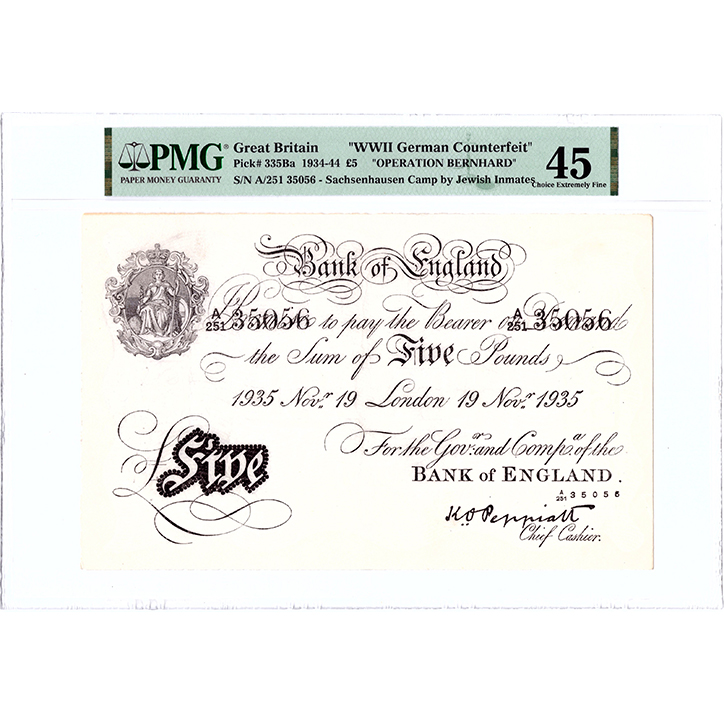 PMG®
PAPER MONEY GUARANTY
Great Britain "WWII German Counterfeit"
Pick# 335Ba 1934-44 £5 "OPERATION BERNHARD"
S/N A/251 35056 - Sachsenhausen Camp by Jewish Inmates
45
Choice Extremely Fine
Bank of England
A/251 35056 to pay the Bearer on Demand A/251 35056
the Sum of Five Pounds
1935 Novr 19 London 19 Novr 1935
For the Govr and Compa of the
BANK of ENGLAND.
£Five
A/251 35056
K.O. Peppiatt
Chief Cashier.